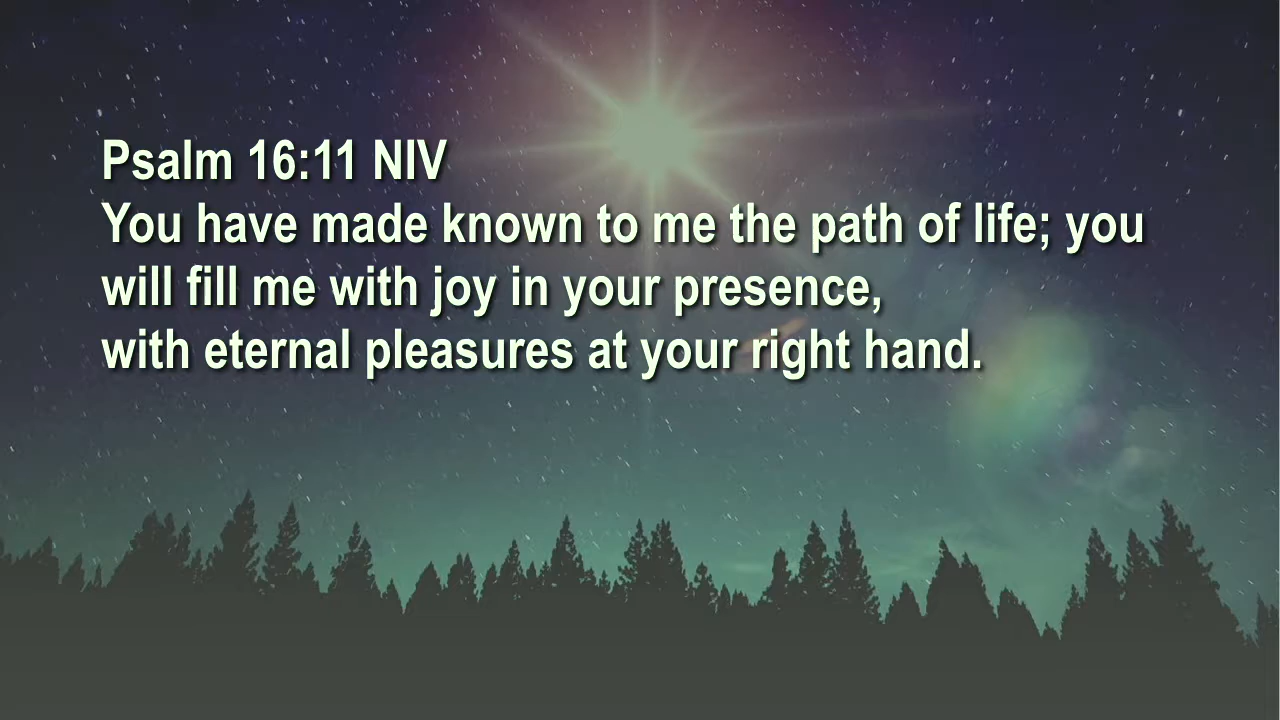 Psalm 16:11 NIV
You have made known to me the path of life; you
will fill me with joy in your presence,
with eternal pleasures at your right hand.